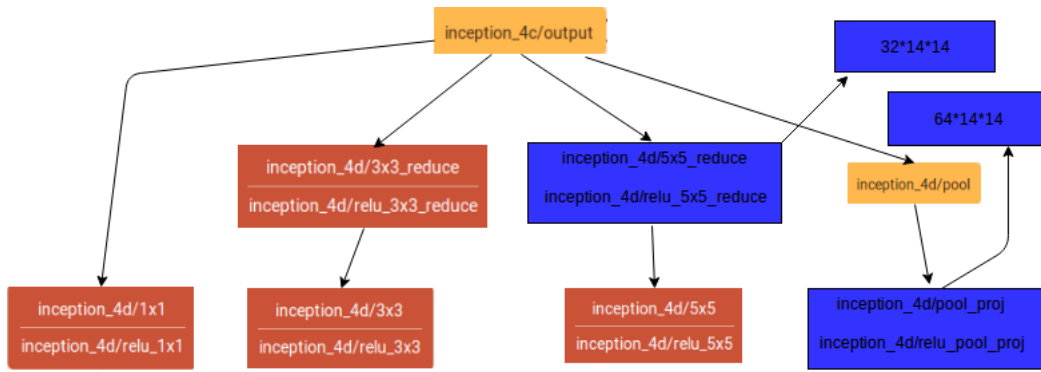 inception_4c/output
32*14*14
64*14*14
inception_4d/3x3_reduce
inception_4d/relu_3x3_reduce
inception_4d/5x5_reduce
inception_4d/relu_5x5_reduce
inception_4d/pool
inception_4d/1x1
inception_4d/relu_1x1
inception_4d/3x3
inception_4d/relu_3x3
inception_4d/5x5
inception_4d/relu_5x5
inception_4d/pool_proj
inception_4d/relu_pool_proj